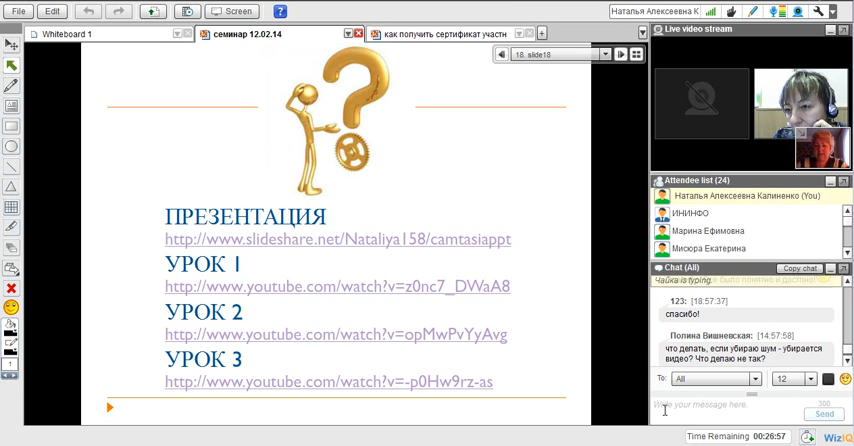 File Edit Screen ?
Наталья Алексеевна К
Whiteboard 1
семинар 12.02.14
как получить сертификат участн
18. slide18
ПРЕЗЕНТАЦИЯ
http://www.slideshare.net/Nataliya158/camtasiappt
УРОК 1
http://www.youtube.com/watch?v=z0nc7_DWaA8
УРОК 2
http://www.youtube.com/watch?v=opMwPvYyAvg
УРОК 3
http://www.youtube.com/watch?v=-p0Hw9rz-as
1
Live video stream
Attendee list (24)
Наталья Алексеевна Калиненко (You)
ИНИНФО
Марина Ефимовна
Мисюра Екатерина
Chat (All)
Copy chat
Чайка is typing.
123: [18:57:37]
спасибо!
Полина Вишневская: [14:57:58]
что делать, если убираю шум - убирается
видео? Что делаю не так?
To: All 12
Write your message here.
300
Send
Time Remaining 00:26:57
WizIQ